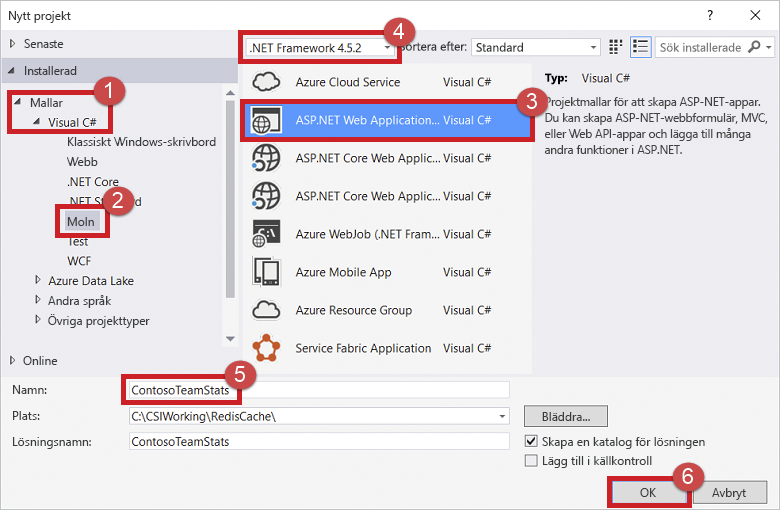 Nytt projekt
? ×
Senaste
.NET Framework 4.5.2
4
Sortera efter:
Standard
Sök installerade
Installerad
1
Mallar
Visual C#
Klassiskt Windows-skrivbord
Webb
.NET Core
2
Moln
Test
WCF
Azure Data Lake
Andra språk
Övriga projekttyper
Online
Azure Cloud Service Visual C#
3
ASP.NET Web Application... Visual C#
ASP.NET Core Web Applic... Visual C#
ASP.NET Core Web Applic... Visual C#
Azure WebJob (.NET Fram... Visual C#
Azure Mobile App Visual C#
Azure Resource Group Visual C#
Service Fabric Application Visual C#
Typ: Visual C#
Projektmallar för att skapa ASP-NET-appar.
Du kan skapa ASP-NET-webbformulär, MVC,
eller Web API-appar och lägga till många
andra funktioner i ASP.NET.
Namn: ContosoTeamStats 5
Plats: C:\CSIWorking\RedisCache\ Bläddra...
Lösningsnamn: ContosoTeamStats
Skapa en katalog för lösningen
Lägg till i källkontroll
6
OK Avbryt